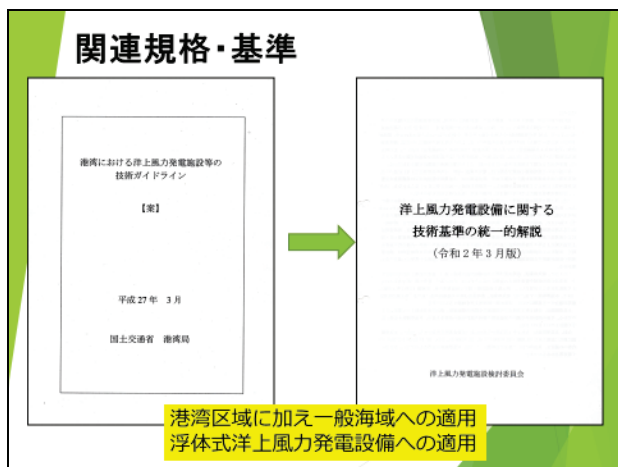 関連規格・基準
港湾における洋上風力発電施設等の
技術ガイドライン
【案】
平成 27 年 3 月
国土交通省 港湾局
洋上風力発電設備に関する
技術基準の統一的解説
(令和2年3月版)
洋上風力発電施設検討委員会
港湾区域に加え一般海域への適用
浮体式洋上風力発電設備への適用